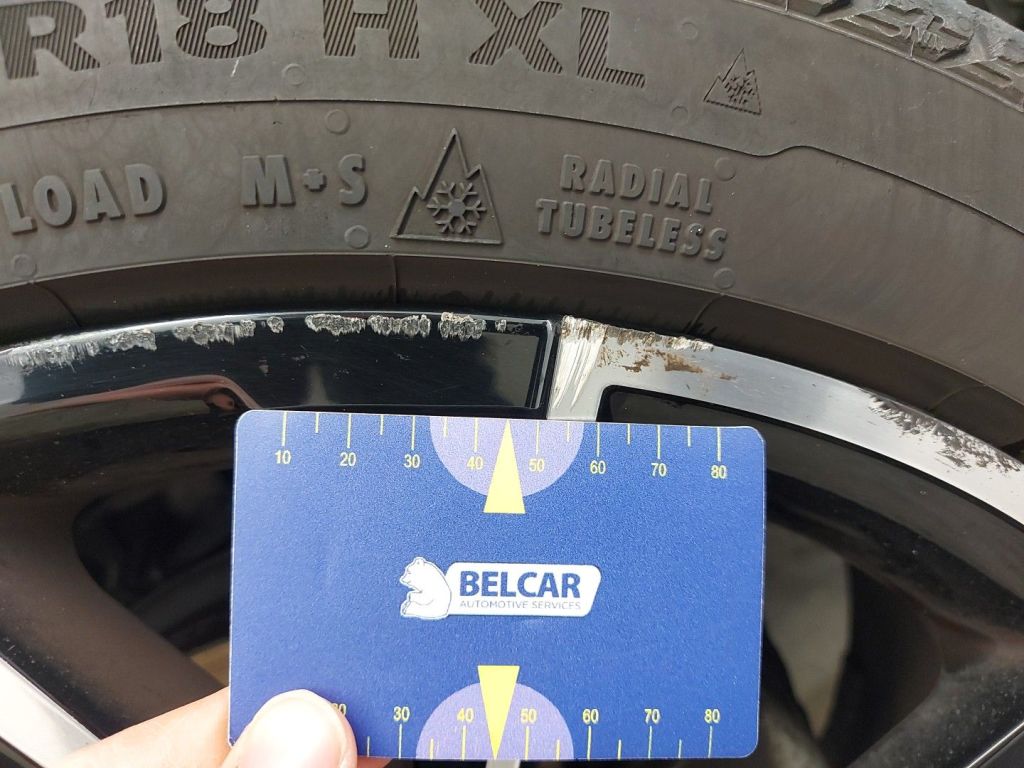 R18 H XL
LOAD M+S RADIAL
TUBELESS
10 20 30 40 50 60 70 80
BELCAR
AUTOMOTIVE SERVICES
30 40 50 60 70 80